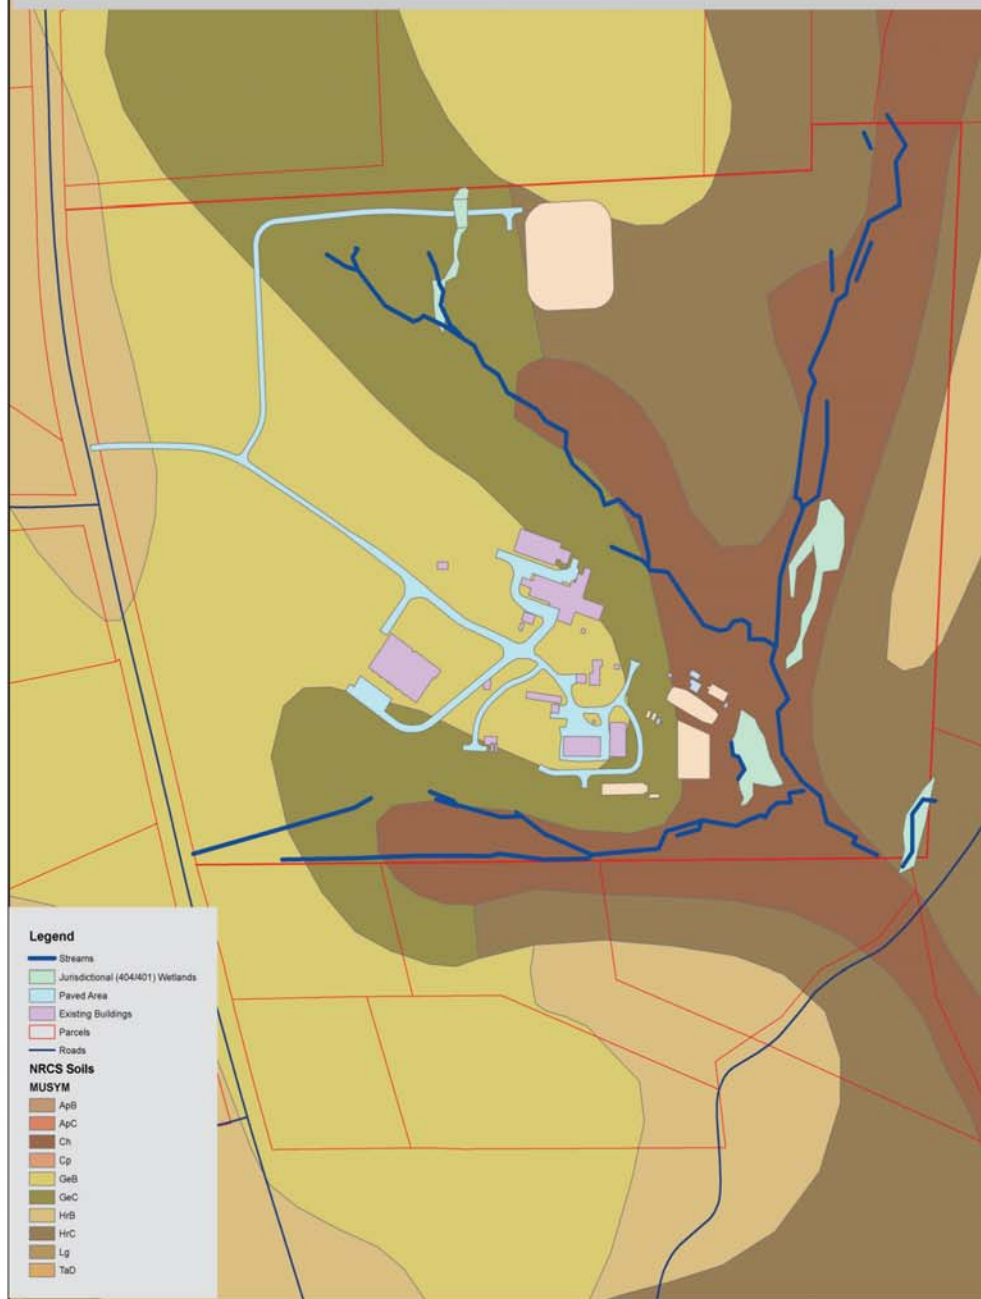 Legend
Streams
Jurisdictional (404/401) Wetlands
Paved Area
Existing Buildings
Parcels
Roads
NRCS Soils
MUSYM
ApB
ApC
Ch
Cp
GeB
GeC
HrB
HrC
Lg
TaD